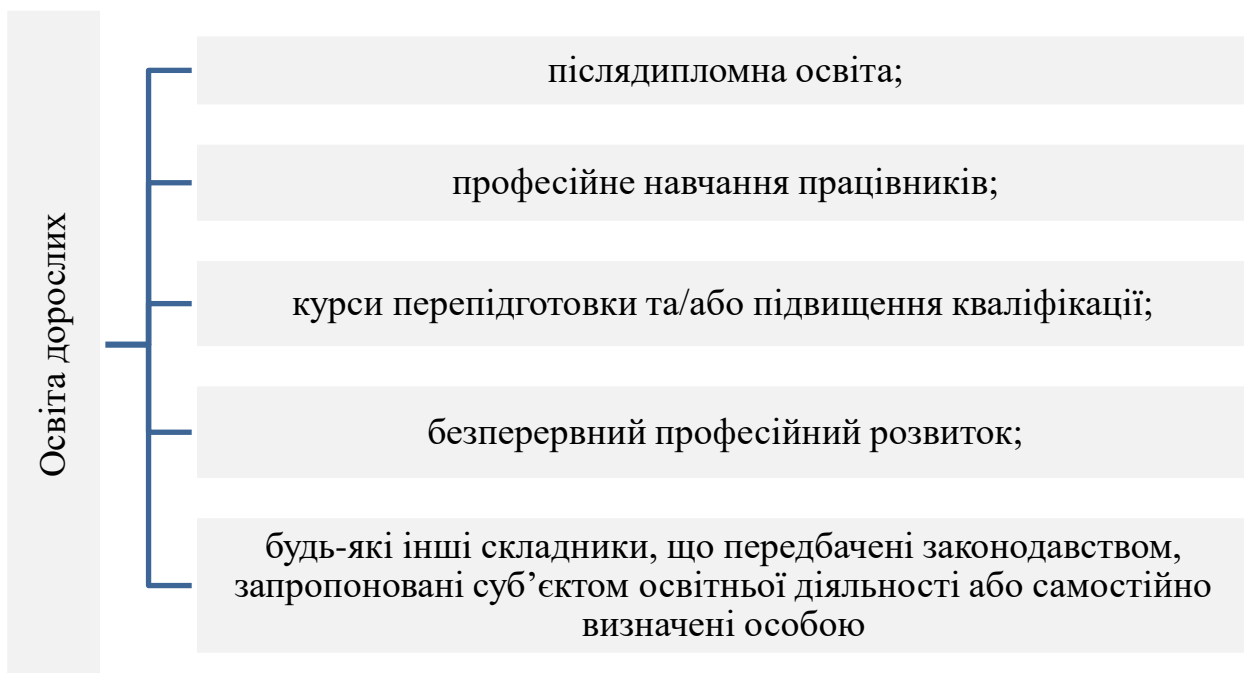 Освіта дорослих
післядипломна освіта;
професійне навчання працівників;
курси перепідготовки та/або підвищення кваліфікації;
безперервний професійний розвиток;
будь-які інші складники, що передбачені законодавством,
запропоновані суб’єктом освітньої діяльності або самостійно
визначені особою